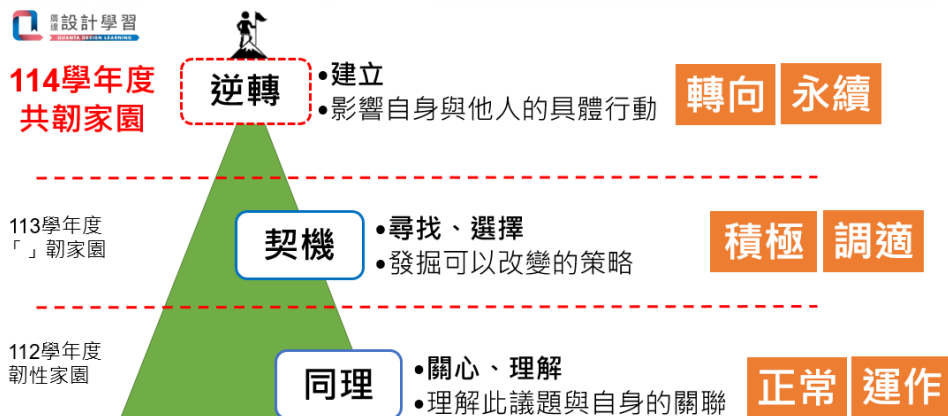 廣達設計學習
QUANTA DESIGN LEARNING
114學年度
共韌家園
逆轉
•建立
•影響自身與他人的具體行動
轉向 永續
113學年度
「 」韌家園
契機
•尋找、選擇
•發掘可以改變的策略
積極 調適
112學年度
韌性家園
同理
•關心、理解
•理解此議題與自身的關聯
正常 運作